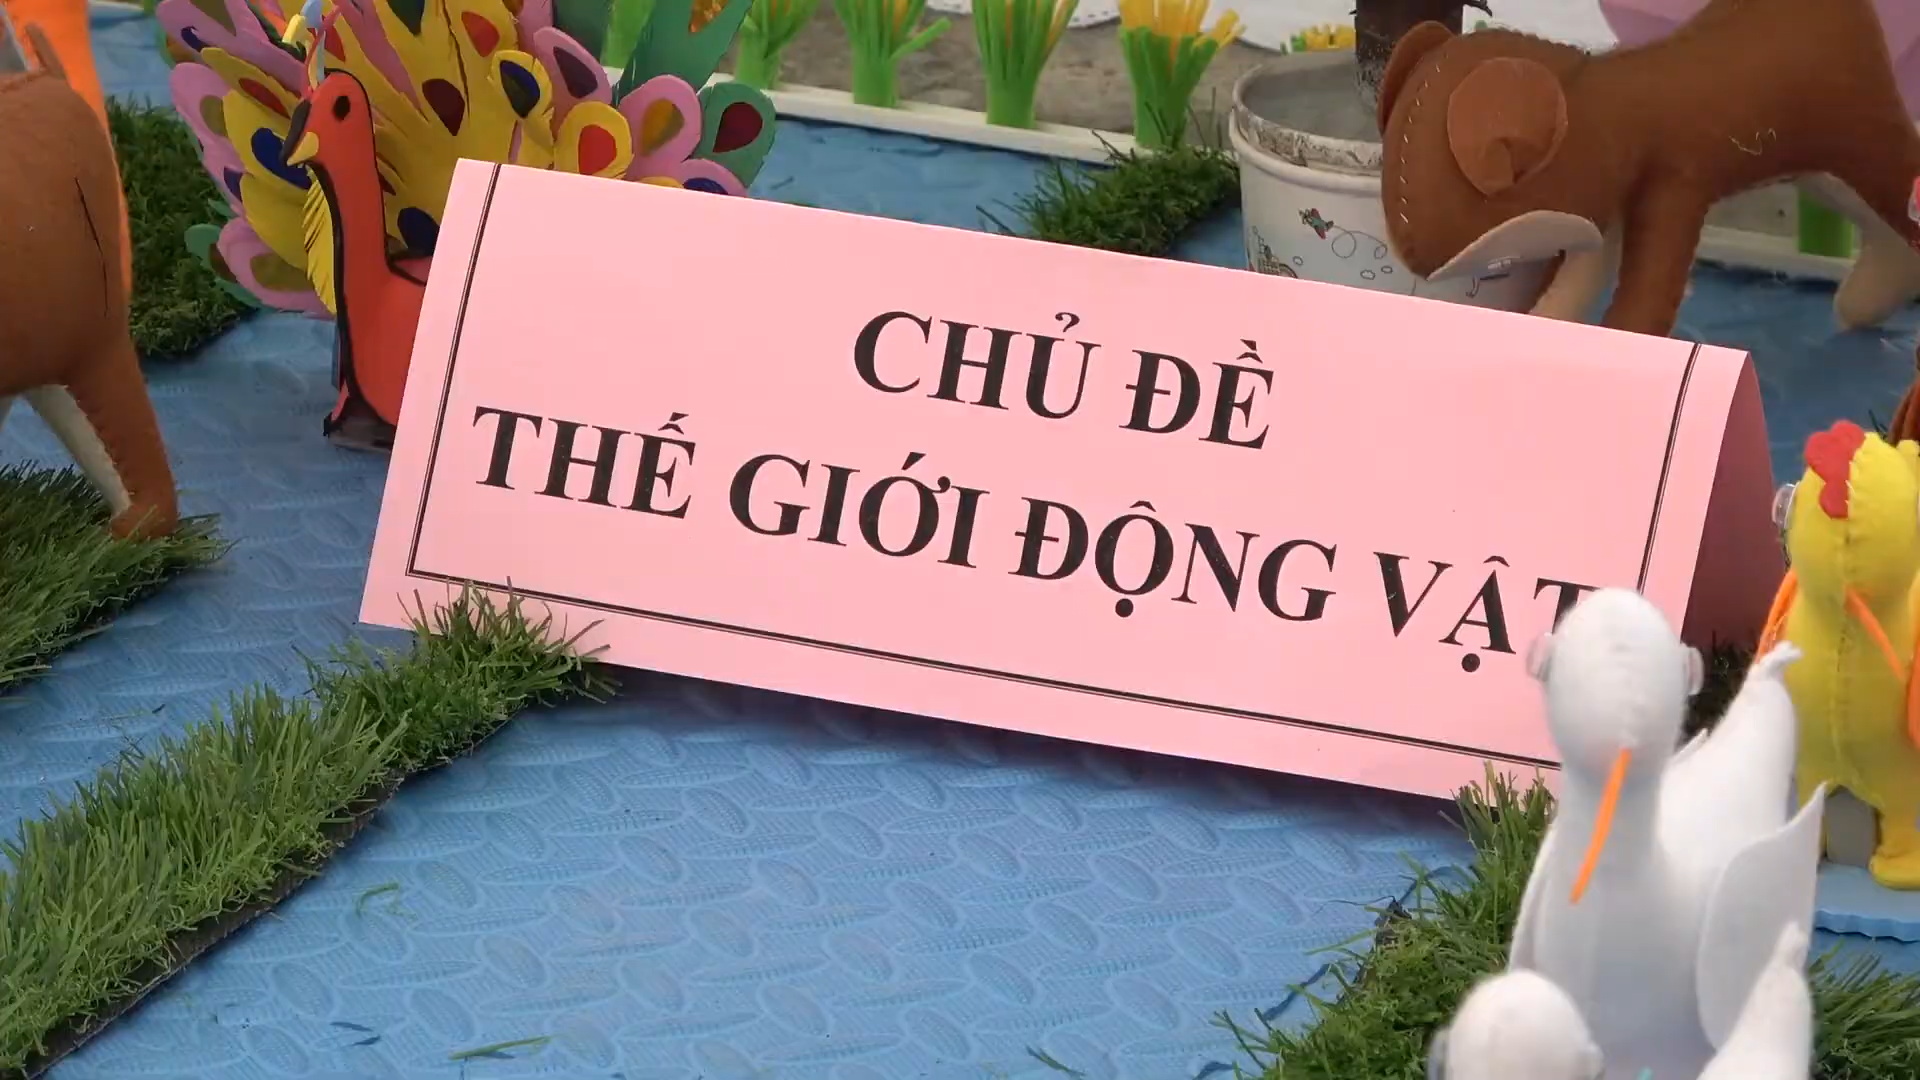 CHỦ ĐỀ
THẾ GIỚI ĐỘNG VẬT